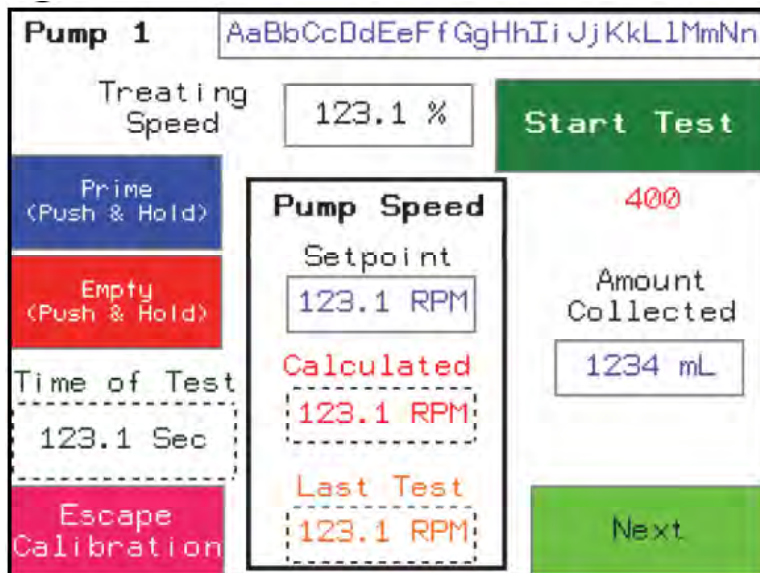 Pump 1
AaBbCcDdEeFfGgHhIiJjKkLlMmNn
Treating
Speed
123.1 %
Start Test
Prime
(Push & Hold)
Empty
(Push & Hold)
Time of Test
123.1 Sec
Escape
Calibration
Pump Speed
Setpoint
123.1 RPM
Calculated
123.1 RPM
Last Test
123.1 RPM
400
Amount
Collected
1234 mL
Next